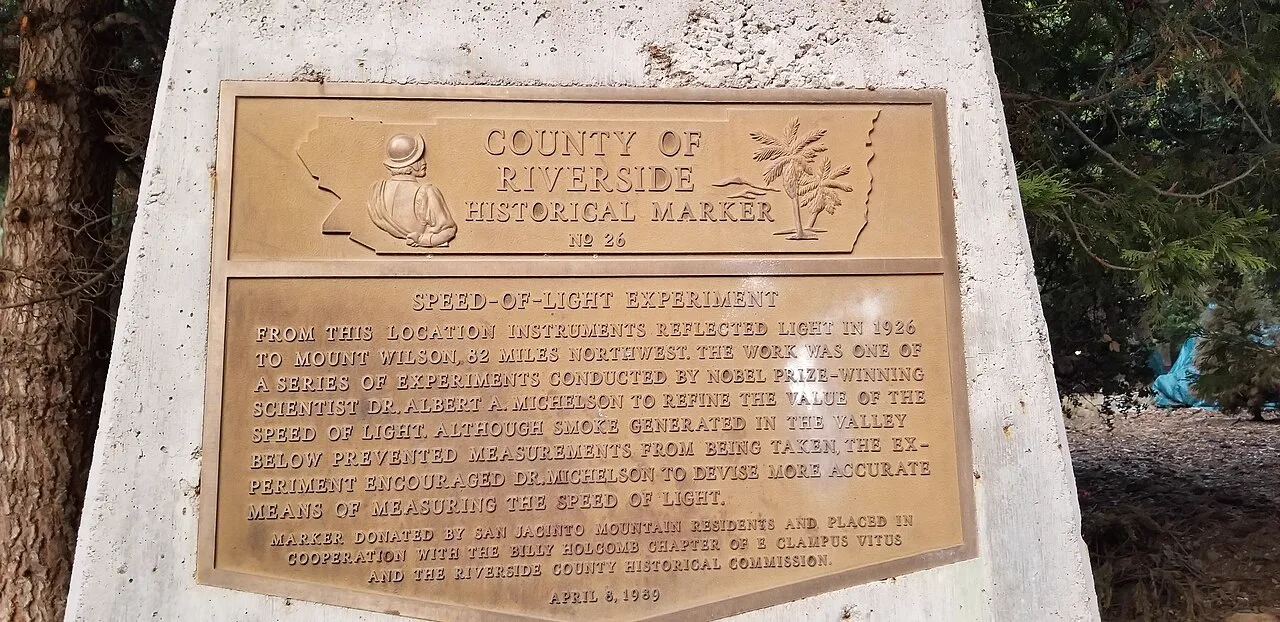 COUNTY OF
RIVERSIDE
HISTORICAL MARKER
Nº 26
SPEED-OF-LIGHT EXPERIMENT
FROM THIS LOCATION INSTRUMENTS REFLECTED LIGHT IN 1926
TO MOUNT WILSON, 82 MILES NORTHWEST. THE WORK WAS ONE OF
A SERIES OF EXPERIMENTS CONDUCTED BY NOBEL PRIZE-WINNING
SCIENTIST DR. ALBERT A. MICHELSON TO REFINE THE VALUE OF THE
SPEED OF LIGHT. ALTHOUGH SMOKE GENERATED IN THE VALLEY
BELOW PREVENTED MEASUREMENTS FROM BEING TAKEN, THE EX-
PERIMENT ENCOURAGED DR. MICHELSON TO DEVISE MORE ACCURATE
MEANS OF MEASURING THE SPEED OF LIGHT.
MARKER DONATED BY SAN JACINTO MOUNTAIN RESIDENTS AND PLACED IN
COOPERATION WITH THE BILLY HOLCOMB CHAPTER OF E CLAMPUS VITUS
AND THE RIVERSIDE COUNTY HISTORICAL COMMISSION.
APRIL 8, 1989